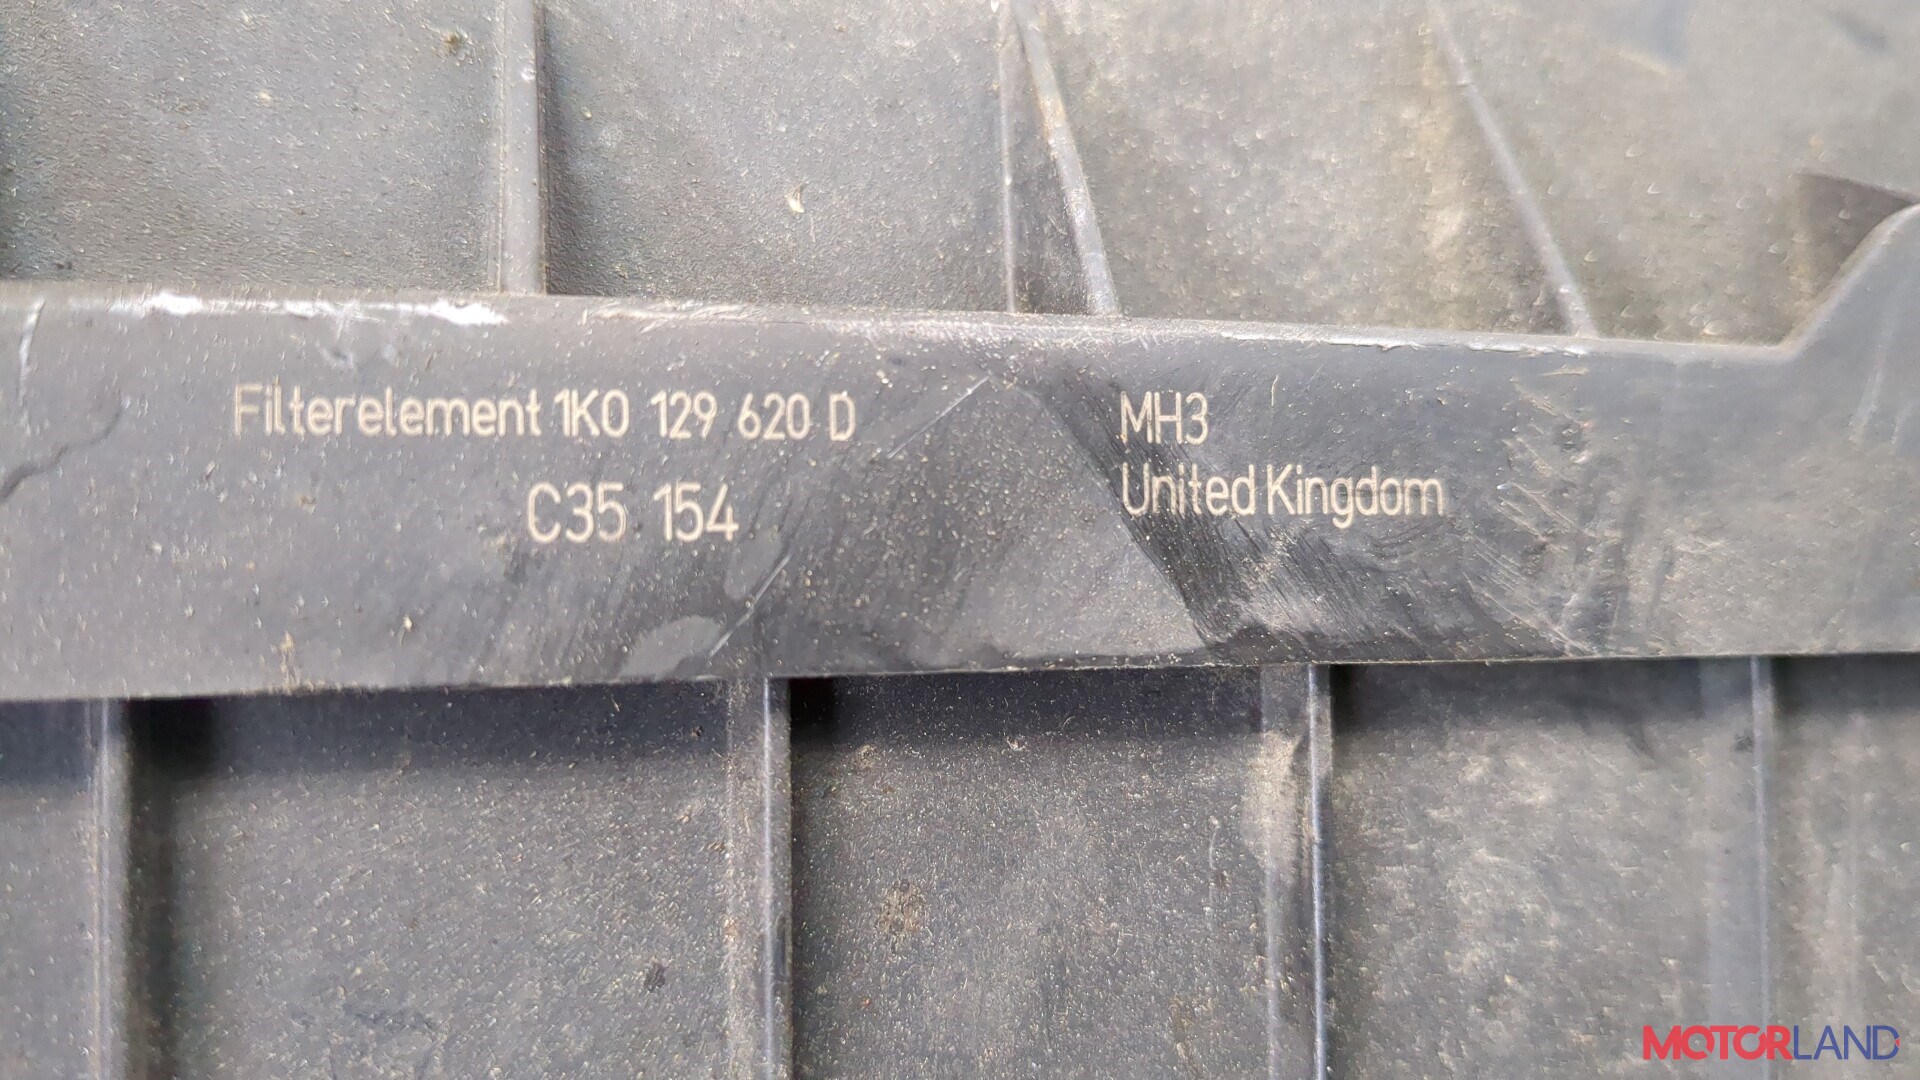 Filterelement 1K0 129 620 D
C35 154
MH3
United Kingdom
MOTORLAND